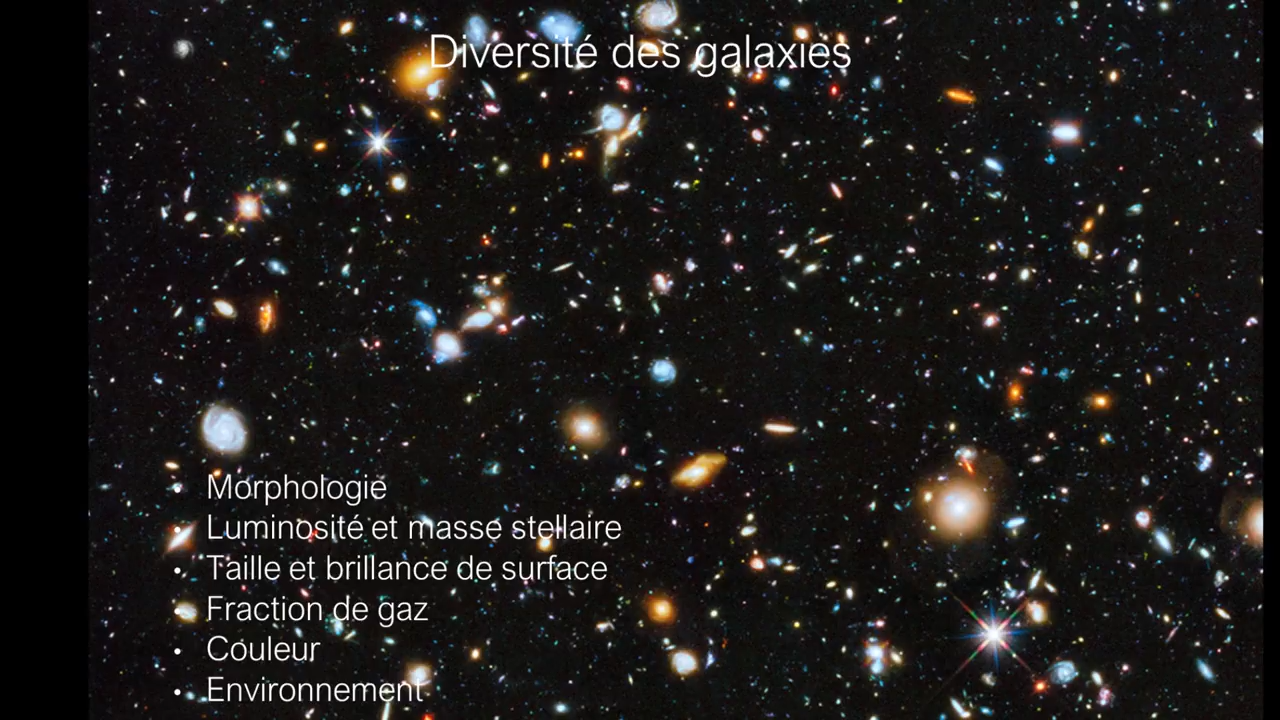 Diversité des galaxies
• Morphologie
• Luminosité et masse stellaire
• Taille et brillance de surface
• Fraction de gaz
• Couleur
• Environnement